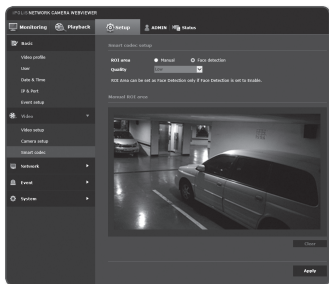 iPOLiS NETWORK CAMERA WEBVIEWER
Monitoring Playback Setup ADMIN Status
Basic
Video profile
User
Date & Time
IP & Port
Event setup
Video
Video setup
Camera setup
Smart codec
Network
Event
System
Smart codec setup
ROI area Manual Face detection
Quality Low
ROI Area can be set as Face Detection only if Face Detection is set to Enable.
Manual ROI area
Clear
Apply